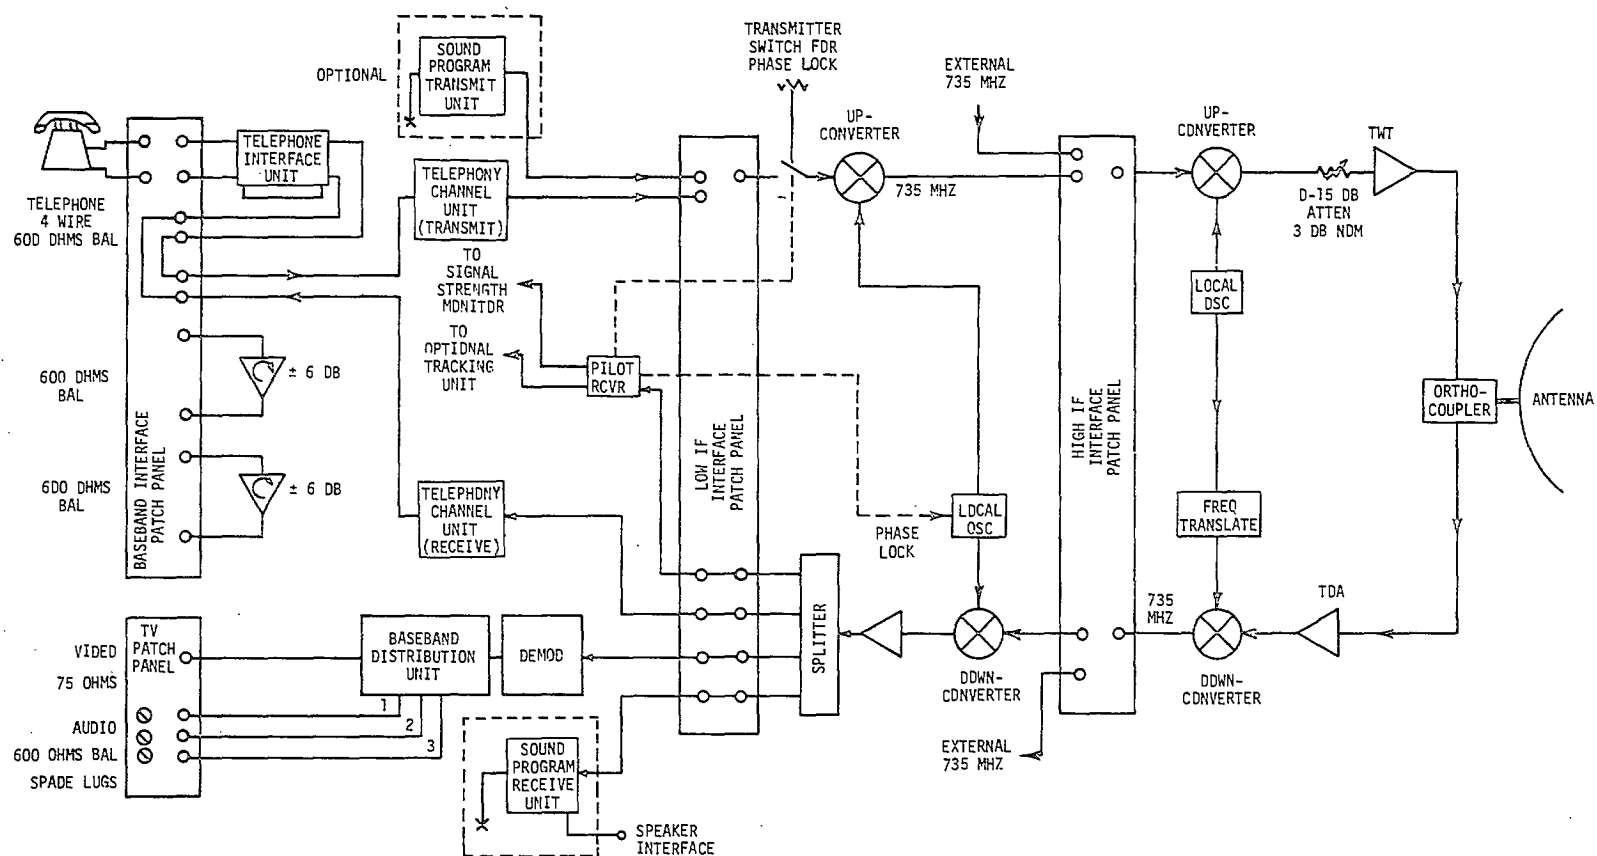 TRANSMITTER
SWITCH FDR
PHASE LOCK
OPTIONAL
SOUND
PROGRAM
TRANSMIT
UNIT
EXTERNAL
735 MHZ
UP-
CONVERTER
UP-
CDNVERTER
TWT
TELEPHONE
INTERFACE
UNIT
TELEPHONY
CHANNEL
UNIT
(TRANSMIT)
735 MHZ
D-15 DB
ATTEN
3 DB NDM
TELEPHONE
4 WIRE
60D DHMS BAL
TO
SIGNAL
STRENGTH
MDNITDR
LOCAL
DSC
TO
OPTIDNAL
TRACKING
UNIT
PILOT
RCVR
600 DHMS
BAL
± 6 DB
ORTHO-
COUPLER
ANTENNA
BASEBAND INTERFACE
PATCH PANEL
LOW IF
INTERFACE
PATCH PANEL
HIGH IF
INTERFACE
PATCH PANEL
6D0 DHMS
BAL
± 6 DB
TELEPHDNY
CHANNEL
UNIT
(RECEIVE)
PHASE
LOCK
LDCAL
OSC
FREQ
TRANSLATE
TV
PATCH
PANEL
VIDEO
75 OHMS
AUDIO
600 OHMS BAL
SPADE LUGS
BASEBAND
DISTRIBUTION
UNIT
1
2
3
DEMOD
SPLITTER
DDWN-
CDNVERTER
735
MHZ
TDA
DDWN-
CDNVERTER
EXTERNAL
735 MHZ
SOUND
PROGRAM
RECEIVE
UNIT
SPEAKER
INTERFACE